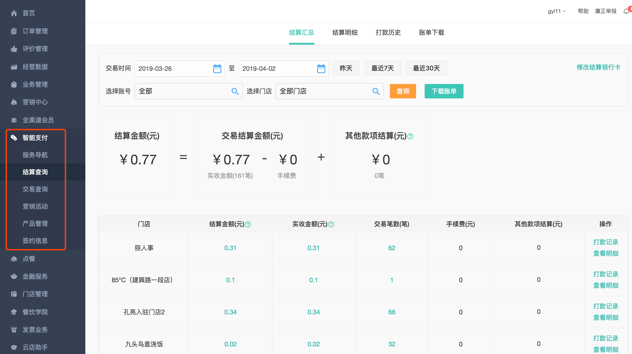 首页
订单管理
评价管理
经营数据
业务管理
营销中心
全渠道会员
智能支付
服务导航
结算查询
交易查询
营销活动
产品管理
签约信息
点餐
金融服务
门店管理
餐饮学院
发票业务
云店助手
gyl11 帮助 廉正举报
结算汇总 结算明细 打款历史 账单下载
交易时间 2019-03-26 至 2019-04-02 昨天 最近7天 最近30天 修改结算银行卡
选择账号 全部 选择门店 全部门店 查询 下载账单
结算金额(元) 交易结算金额(元) 其他款项结算(元)
¥0.77 = ¥0.77 - ¥0 + ¥0
实收金额(161笔) 手续费 0笔
门店 结算金额(元) 实收金额(元) 交易笔数(笔) 手续费(元) 其他款项结算(元) 操作
丽人事 0.31 0.31 62 0 0 打款记录
查看明细
85°C（建興路一段店） 0.1 0.1 1 0 0 打款记录
查看明细
孔亮入驻门店2 0.34 0.34 66 0 0 打款记录
查看明细
九头鸟盖浇饭 0.02 0.02 32 0 0 打款记录
查看明细